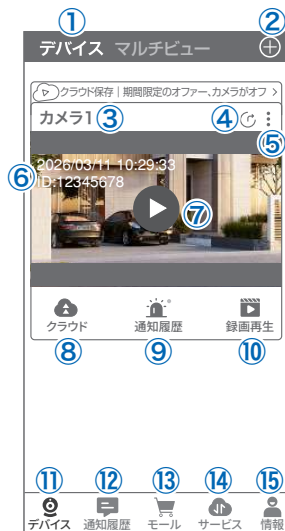 ① ②
デバイス マルチビュー
クラウド保存｜期間限定のオファー、カメラがオフ >
カメラ1 ③ ④
⑤
⑥ 2026/03/11 10:29:33
ID:12345678
⑦
クラウド 通知履歴 録画再生
⑧ ⑨ ⑩
⑪ ⑫ ⑬ ⑭ ⑮
デバイス 通知履歴 モール サービス 情報